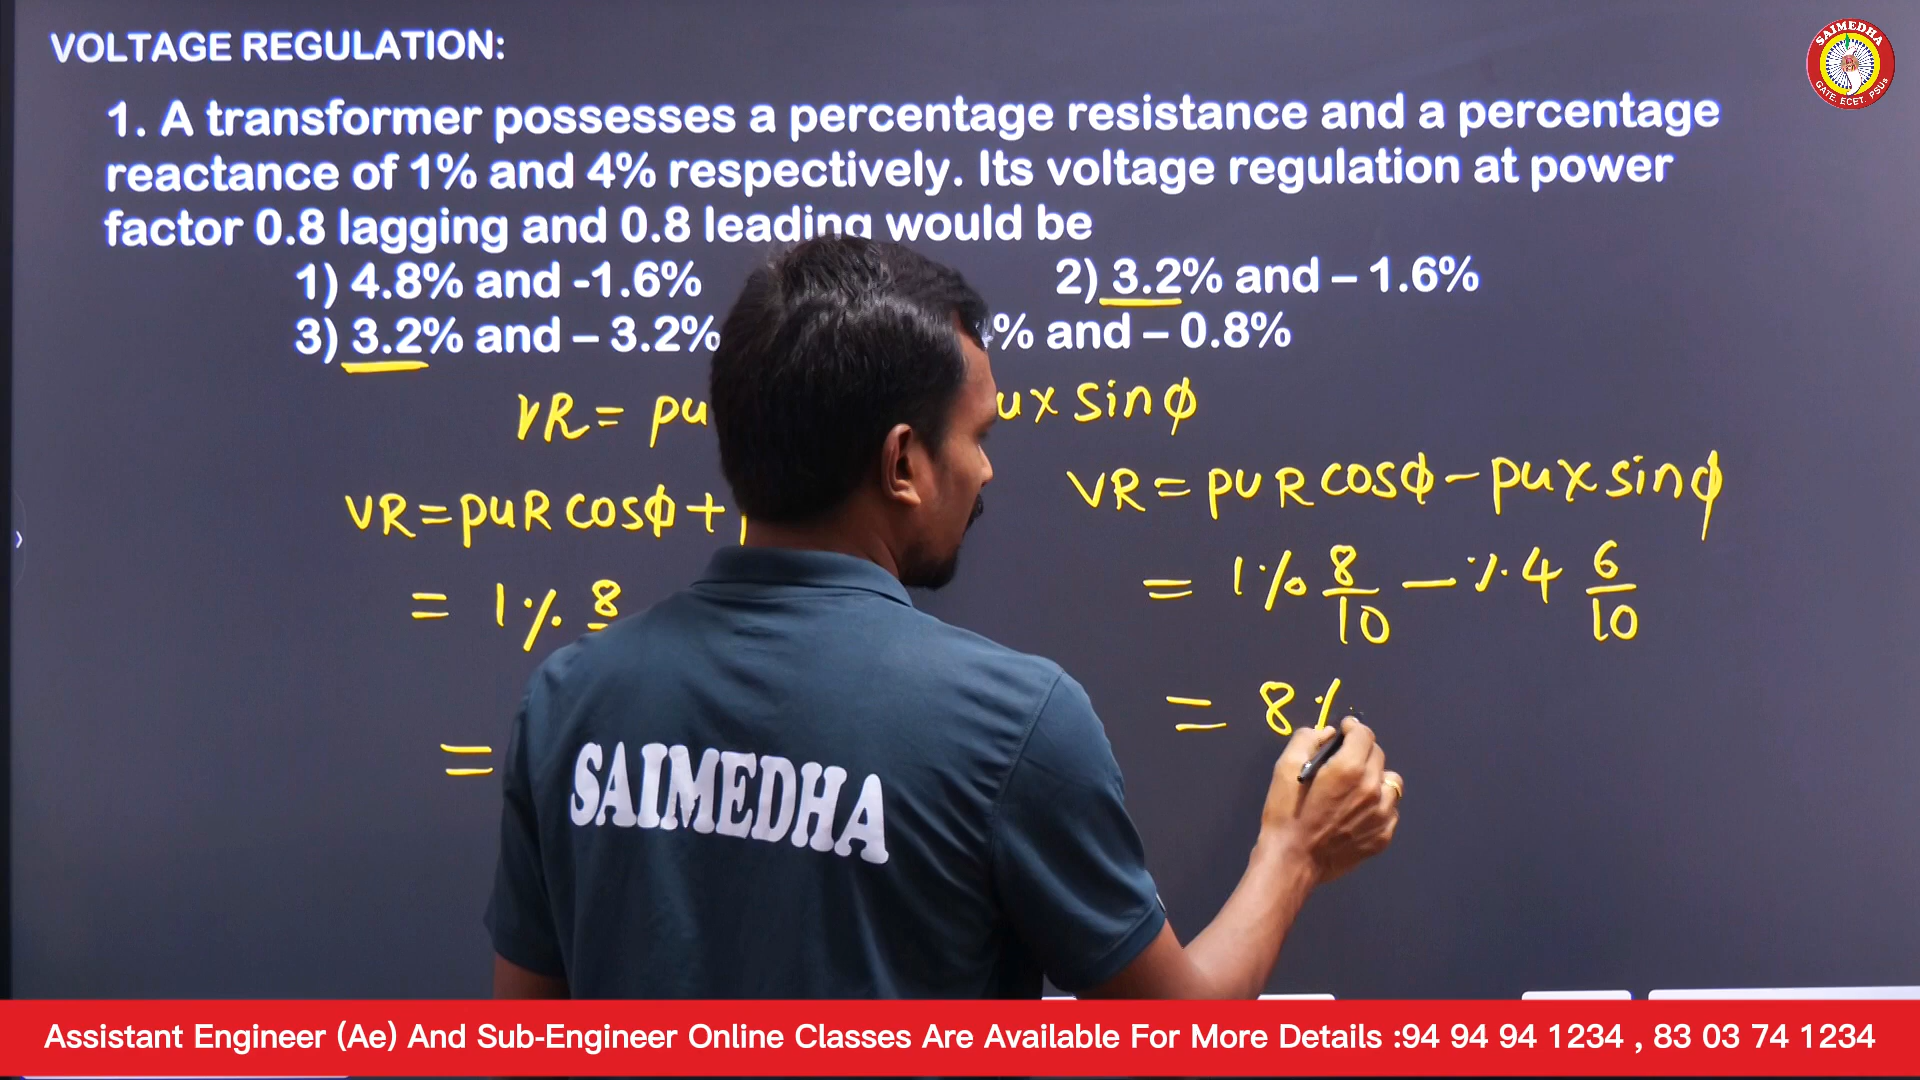 VOLTAGE REGULATION:
SAIMEDHA
GATE. ECET. PSUs
1. A transformer possesses a percentage resistance and a percentage
reactance of 1% and 4% respectively. Its voltage regulation at power
factor 0.8 lagging and 0.8 leading would be
1) 4.8% and -1.6%
2) 3.2% and – 1.6%
3) 3.2% and – 3.2%
% and – 0.8%
VR = pu
ux sin φ
VR = puR cosφ +
VR = puR cosφ - pux sinφ
= 1% 8
= 1% 8/10 - % 4 6/10
=
= 8%
SAIMEDHA
Assistant Engineer (Ae) And Sub-Engineer Online Classes Are Available For More Details :94 94 94 1234 , 83 03 74 1234